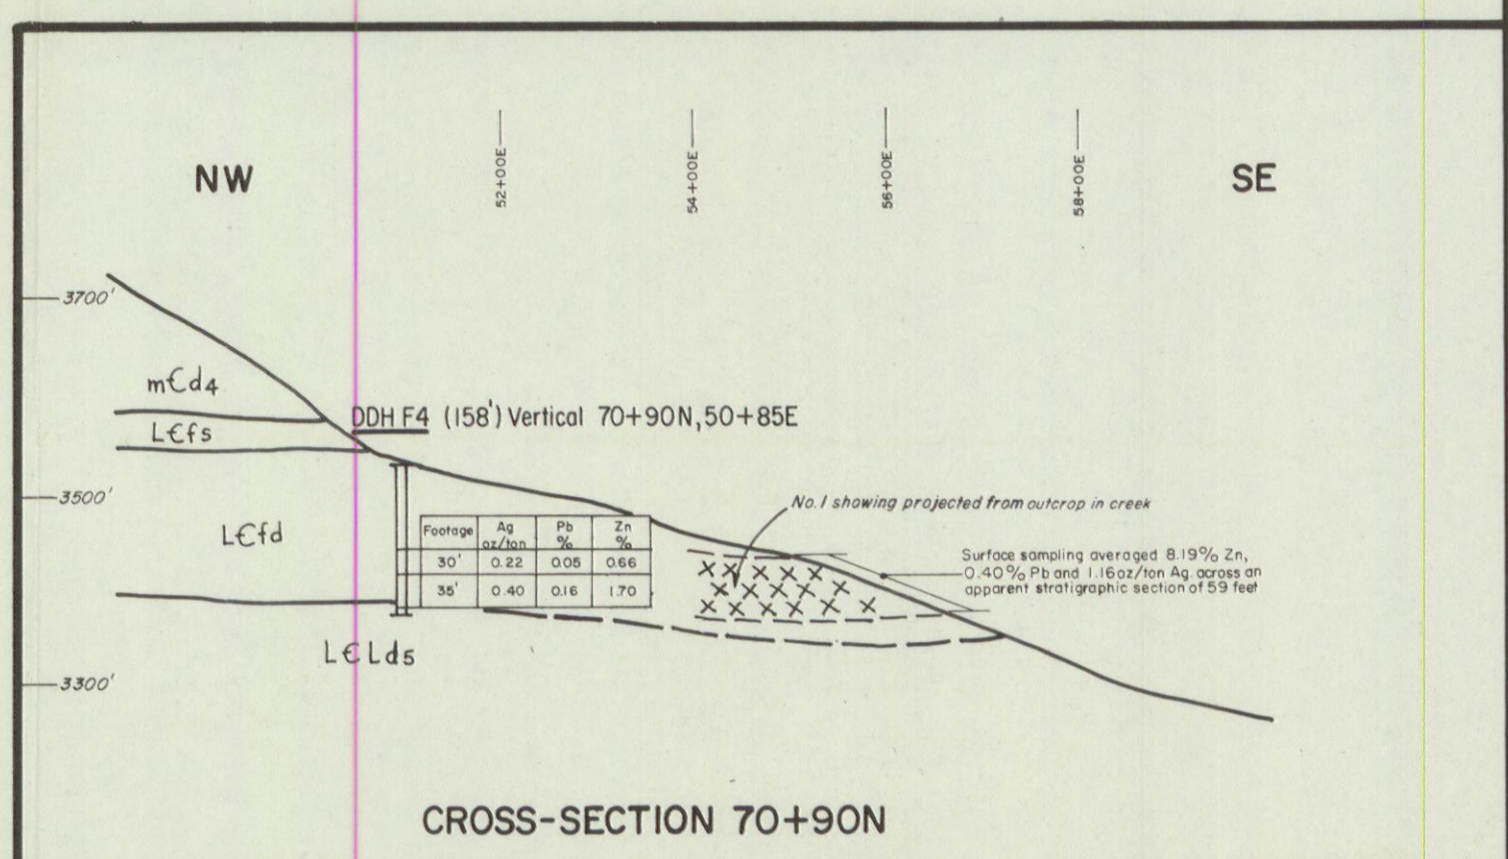 NW
52+00E
54+00E
56+00E
58+00E
SE
3700'
m€d4
DDH F4 (158') Vertical 70+90N, 50+85E
L€fs
3500'
No. 1 showing projected from outcrop in creek
L€fd
Footage Ag oz/ton Pb % Zn %
30' 0.22 0.05 0.66
35' 0.40 0.16 1.70
Surface sampling averaged 8.19% Zn,
0.40% Pb and 1.16oz/ton Ag. across an
apparent stratigraphic section of 59 feet
L€Ld5
3300'
CROSS-SECTION 70+90N